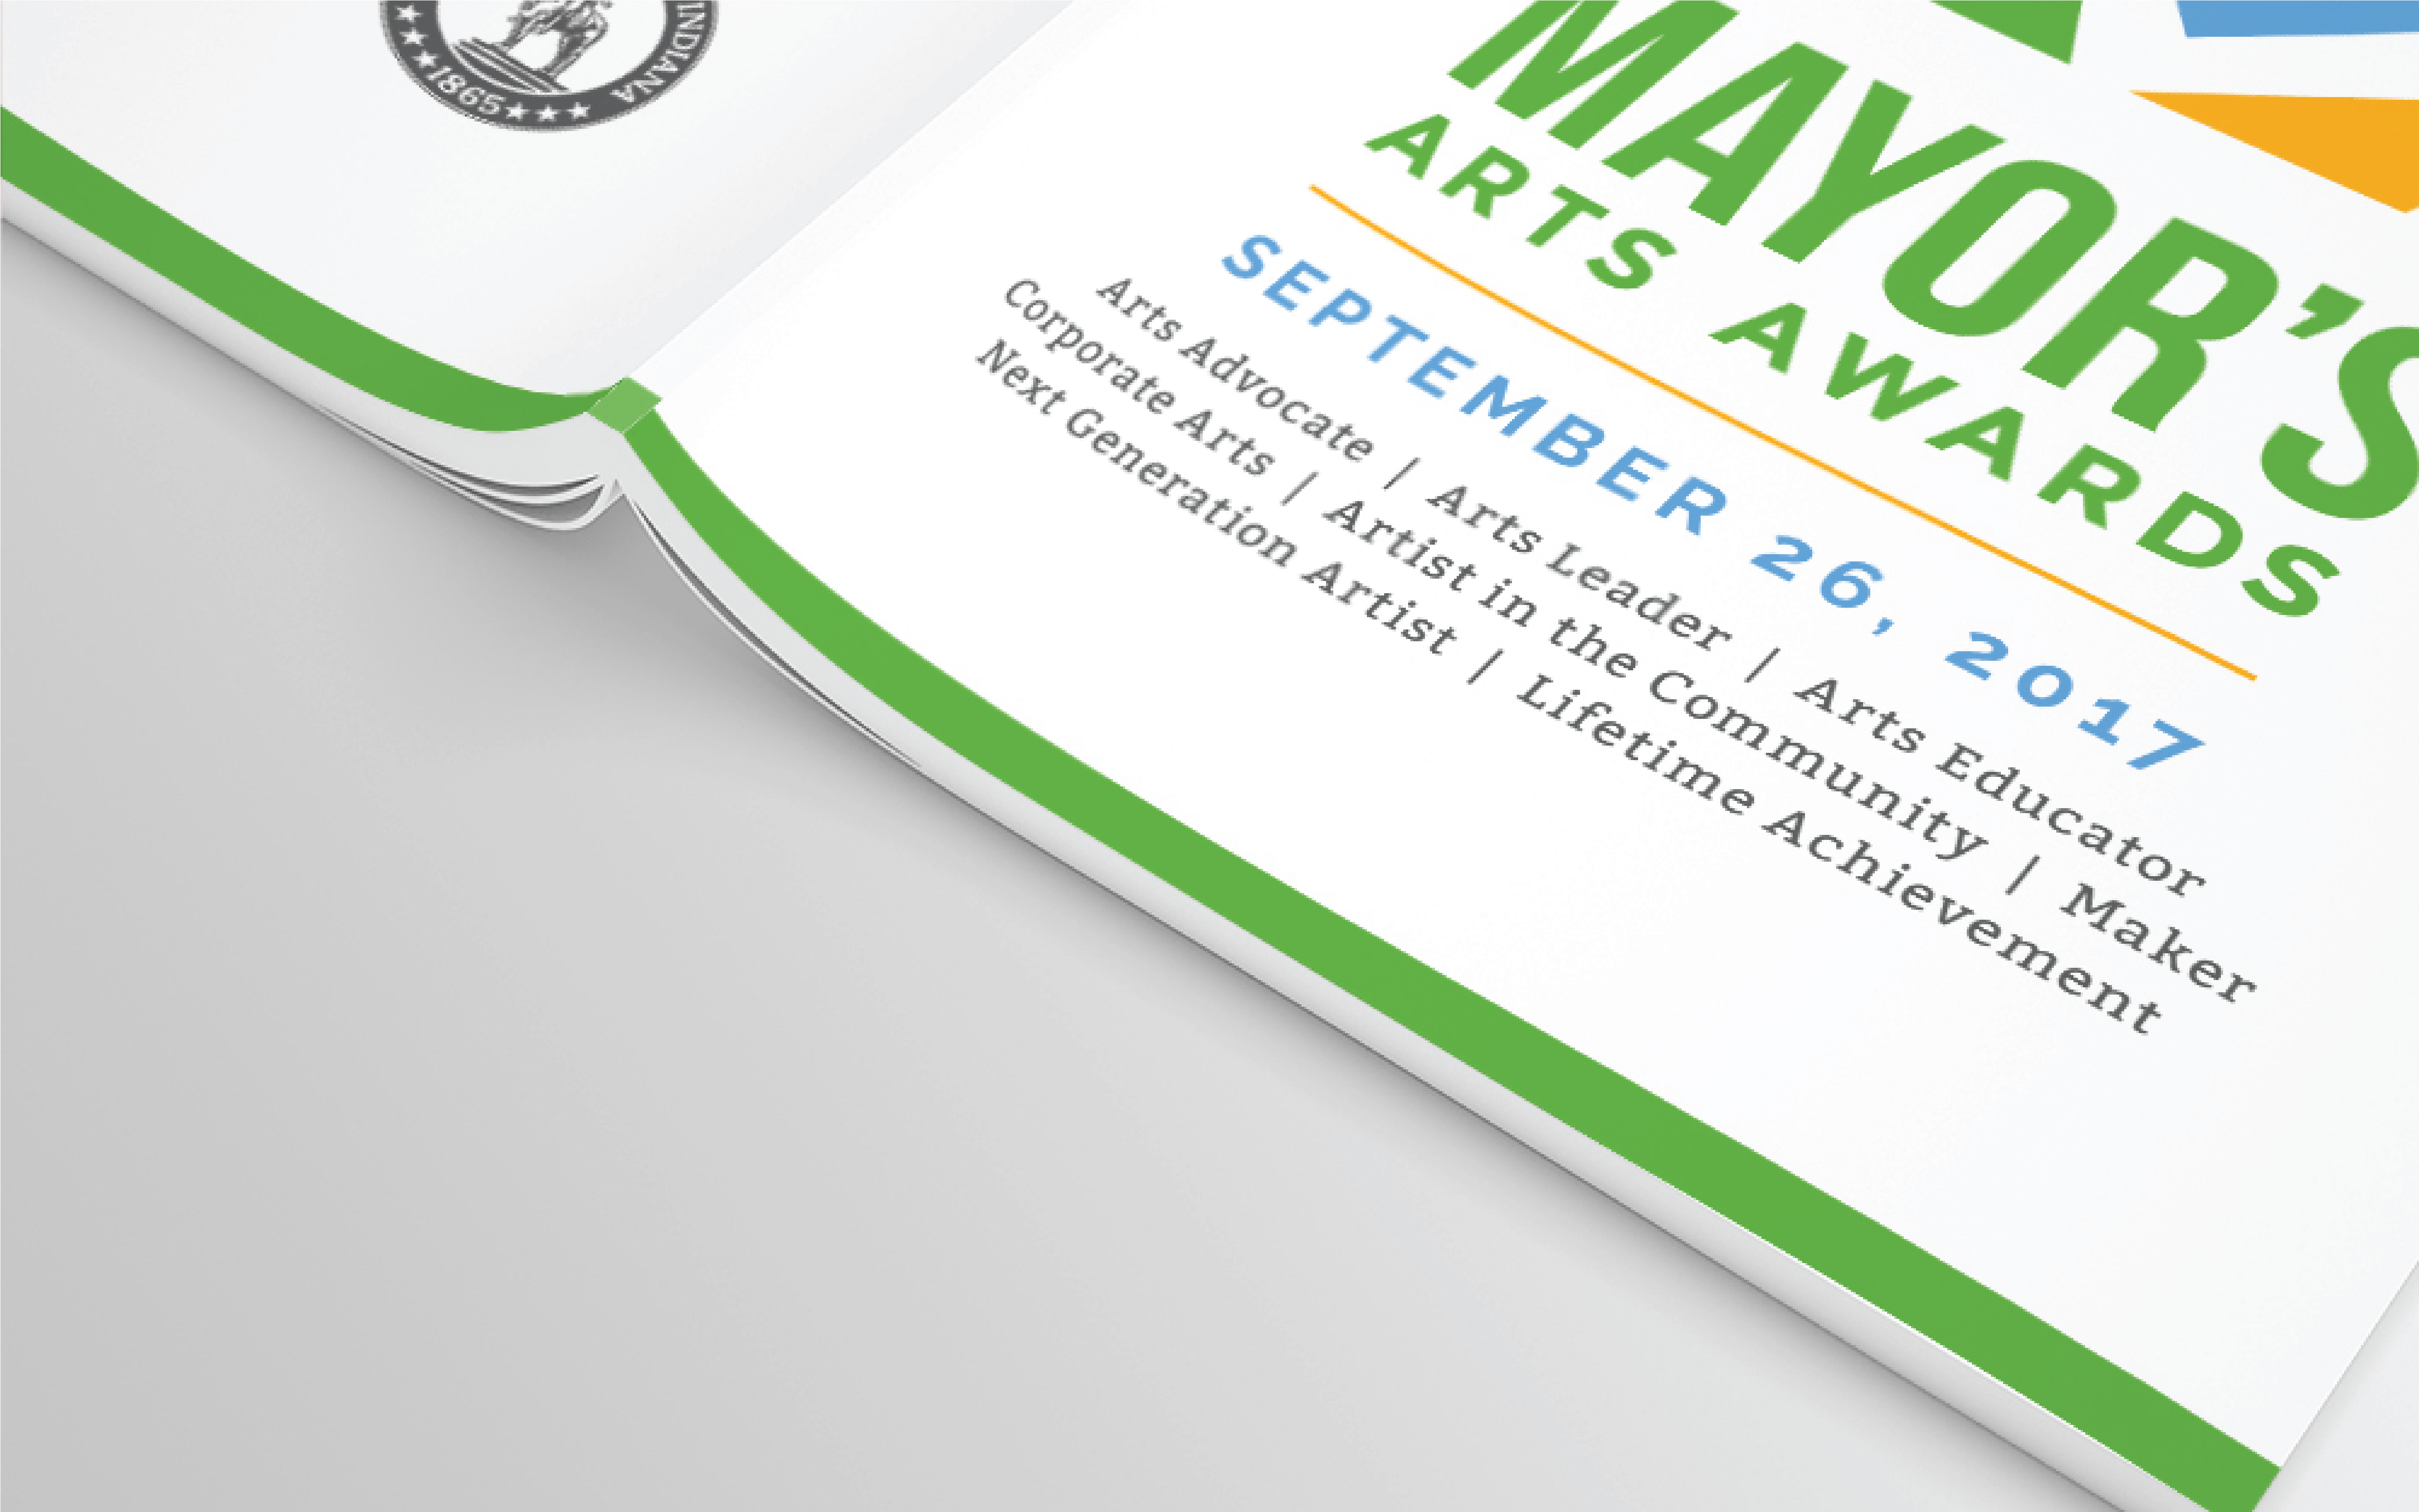 ★★★★1865★★★ INDIANA
MAYOR'S
ARTS AWARDS
SEPTEMBER 26, 2017
Arts Advocate | Arts Leader | Arts Educator
Corporate Arts | Artist in the Community | Maker
Next Generation Artist | Lifetime Achievement